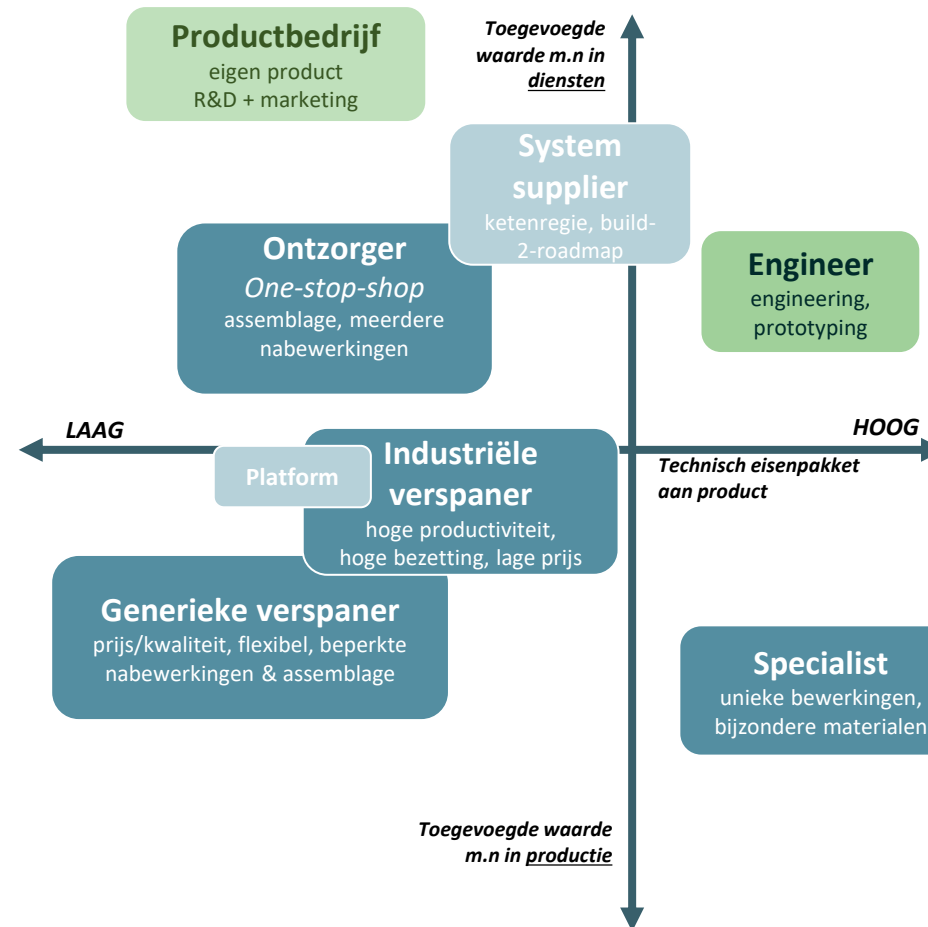 Productbedrijf
eigen product
R&D + marketing
Toegevoegde
waarde m.n in
diensten
System
supplier
ketenregie, build-
2-roadmap
Ontzorger
One-stop-shop
assemblage, meerdere
nabewerkingen
Engineer
engineering,
prototyping
LAAG
HOOG
Technisch eisenpakket
aan product
Platform
Industriële
verspaner
hoge productiviteit,
hoge bezetting, lage prijs
Generieke verspaner
prijs/kwaliteit, flexibel, beperkte
nabewerkingen & assemblage
Specialist
unieke bewerkingen,
bijzondere materialen
Toegevoegde waarde
m.n in productie